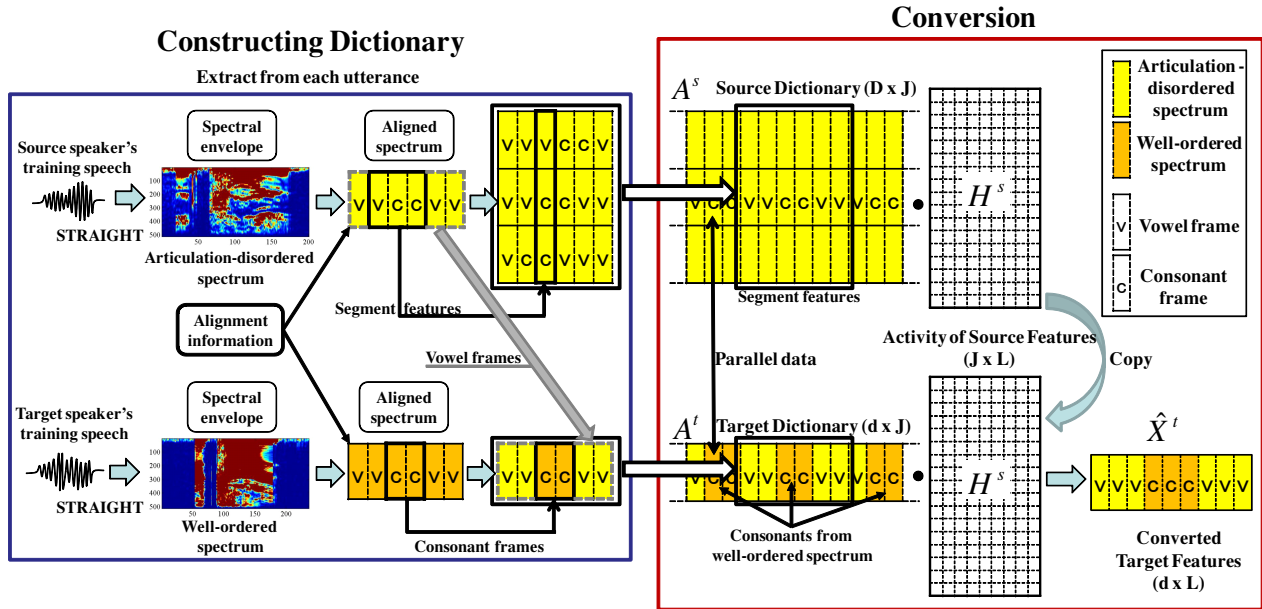 Constructing Dictionary
Extract from each utterance
Source speaker's
training speech
STRAIGHT
Spectral
envelope
100
200
300
400
500
50 100 150 200
Articulation-disordered
spectrum
Aligned
spectrum
V V C C V V
V V V C C V
V V C C V V
V C C V V V
Segment features
Alignment
information
Vowel frames
Target speaker's
training speech
STRAIGHT
Spectral
envelope
100
200
300
400
500
50 100 150 200
Well-ordered
spectrum
Aligned
spectrum
V V C C V V
V V C C V V
Consonant frames
Conversion
A^s
Source Dictionary (D x J)
V C C V V C C V V V C C
Segment features
H^s
Activity of Source Features
(J x L)
Parallel data
Copy
A^t
Target Dictionary (d x J)
V C C V V C C V V V C C
Consonants from
well-ordered spectrum
H^s
X̂^t
V V V C C C V V V
Converted
Target Features
(d x L)
Articulation-
disordered
spectrum
Well-ordered
spectrum
V
Vowel frame
C
Consonant
frame